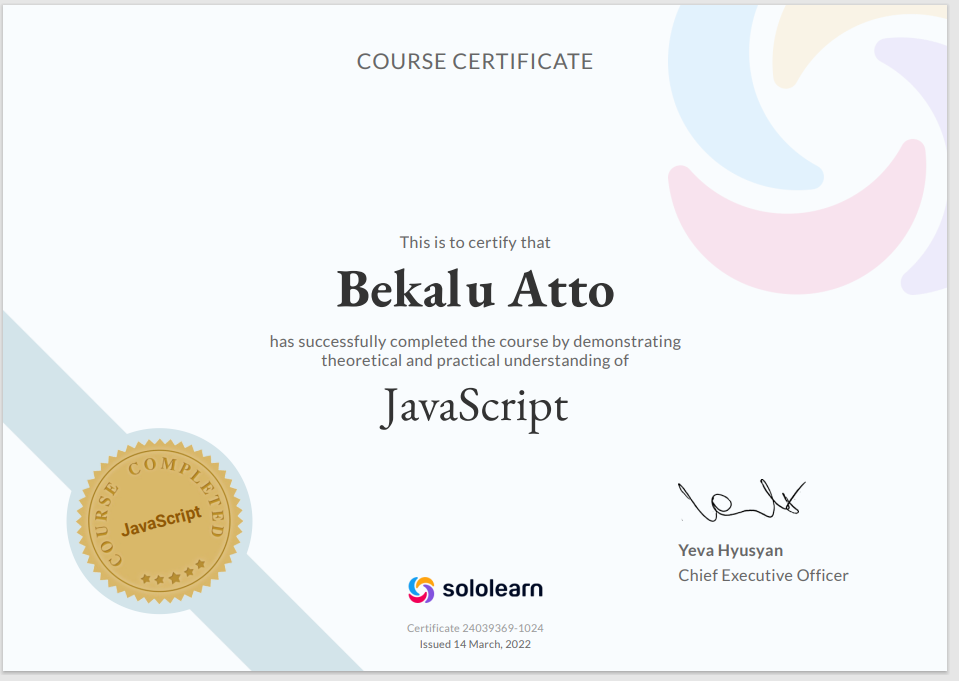 COURSE CERTIFICATE
This is to certify that
Bekalu Atto
has successfully completed the course by demonstrating
theoretical and practical understanding of
JavaScript
COURSE COMPLETED
JavaScript
Yeva Hyusyan
Chief Executive Officer
sololearn
Certificate 24039369-1024
Issued 14 March, 2022